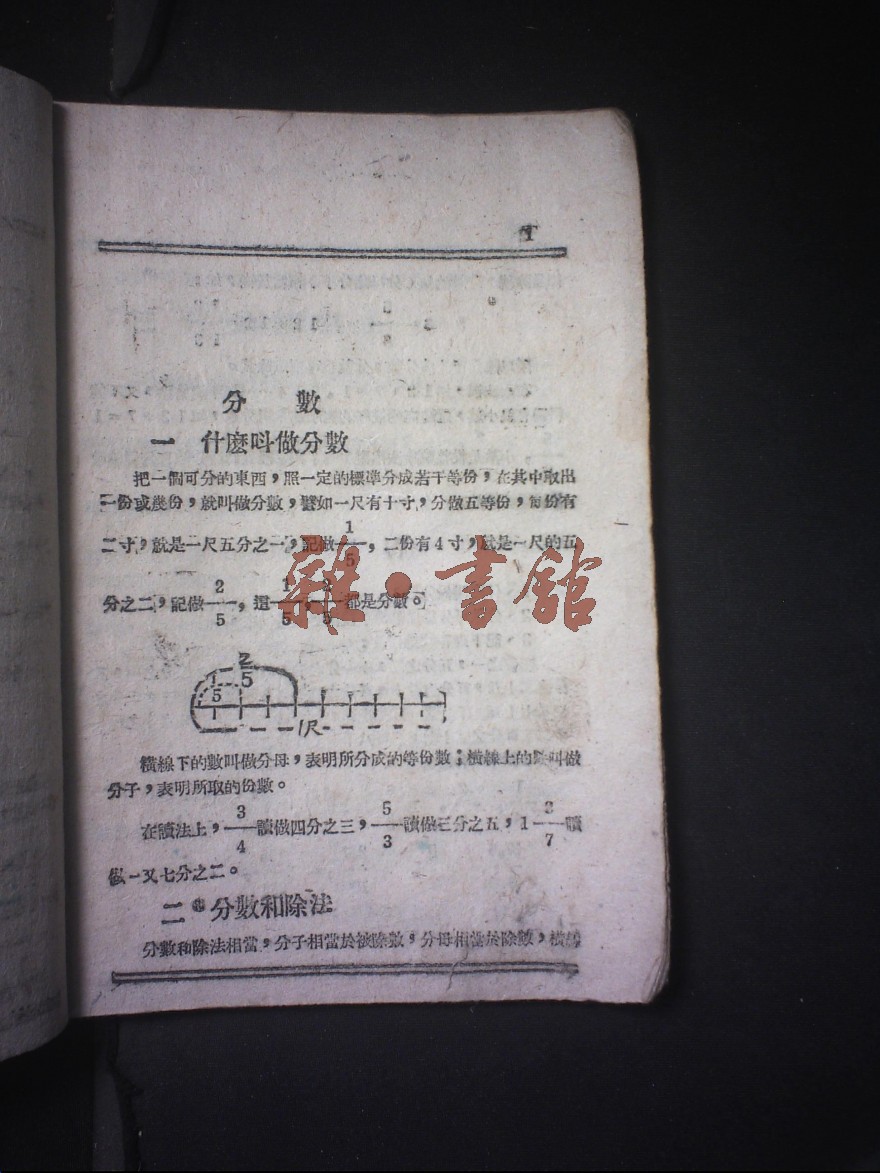 1
分 數
一 什麽叫做分數
把一個可分的東西，照一定的標準分成若干等份，在其中取出
一份或幾份，就叫做分數，譬如一尺有十寸，分做五等份，每份有
二寸，就是一尺五分之一，記做1/5，二份有4寸，就是一尺的五
分之二，記做2/5，這1/5，2/5都是分數。
雜·書舘
2
1 5
5
1尺
橫線下的數叫做分母，表明所分成的等份數；橫線上的數叫做
分子，表明所取的份數。
在讀法上，3/4讀做四分之三，5/3讀做三分之五，1 2/7讀
做一又七分之二。
二 分數和除法
分數和除法相當，分子相當於被除數，分母相當於除數，橫線